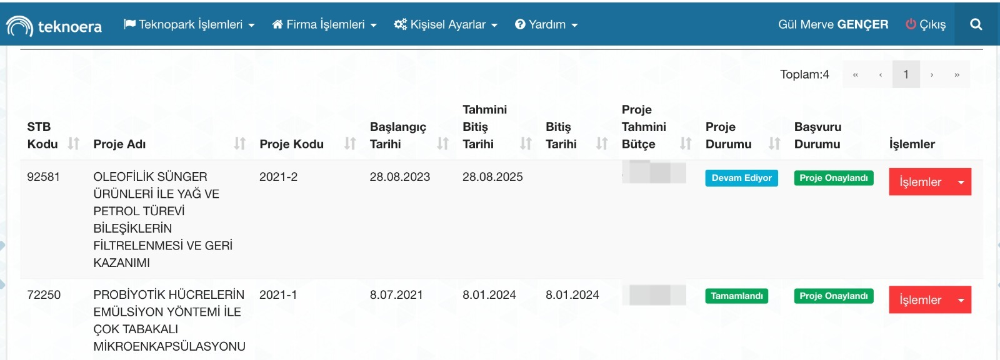 teknoera Teknopark İşlemleri Firma İşlemleri Kişisel Ayarlar Yardım Gül Merve GENÇER Çıkış
Toplam:4 « ‹ 1 › »
STB Kodu Proje Adı Proje Kodu Başlangıç Tarihi Tahmini Bitiş Tarihi Bitiş Tarihi Proje Tahmini Bütçe Proje Durumu Başvuru Durumu İşlemler
92581 OLEOFİLİK SÜNGER 2021-2 28.08.2023 28.08.2025 Devam Ediyor Proje Onaylandı İşlemler
ÜRÜNLERİ İLE YAĞ VE
PETROL TÜREVİ
BİLEŞİKLERİN
FİLTRELENMESİ VE GERİ
KAZANIMI
72250 PROBİYOTİK HÜCRELERİN 2021-1 8.07.2021 8.01.2024 8.01.2024 Tamamlandı Proje Onaylandı İşlemler
EMÜLSİYON YÖNTEMİ İLE
ÇOK TABAKALI
MİKROENKAPSÜLASYONU